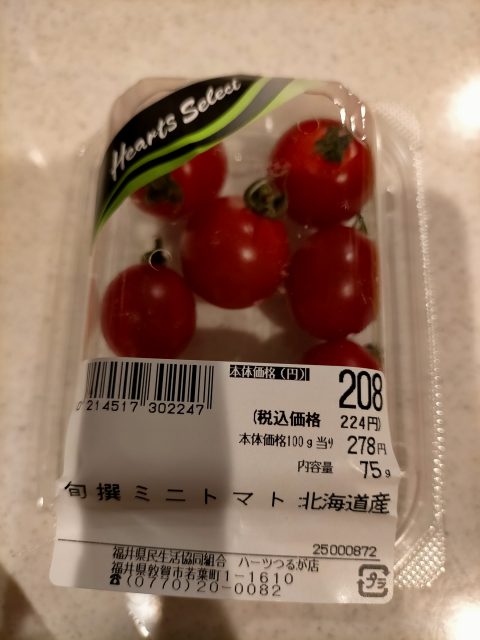 Hearts Select
本体価格(円)
208
(税込価格 224円)
本体価格100g当り 278円
内容量 75g
0 214517 302247
旬撰ミニトマト 北海道産
25000872
福井県民生活協同組合 ハーツつるが店
福井県敦賀市若葉町1-1610
☎(0770)20-0082
プラ